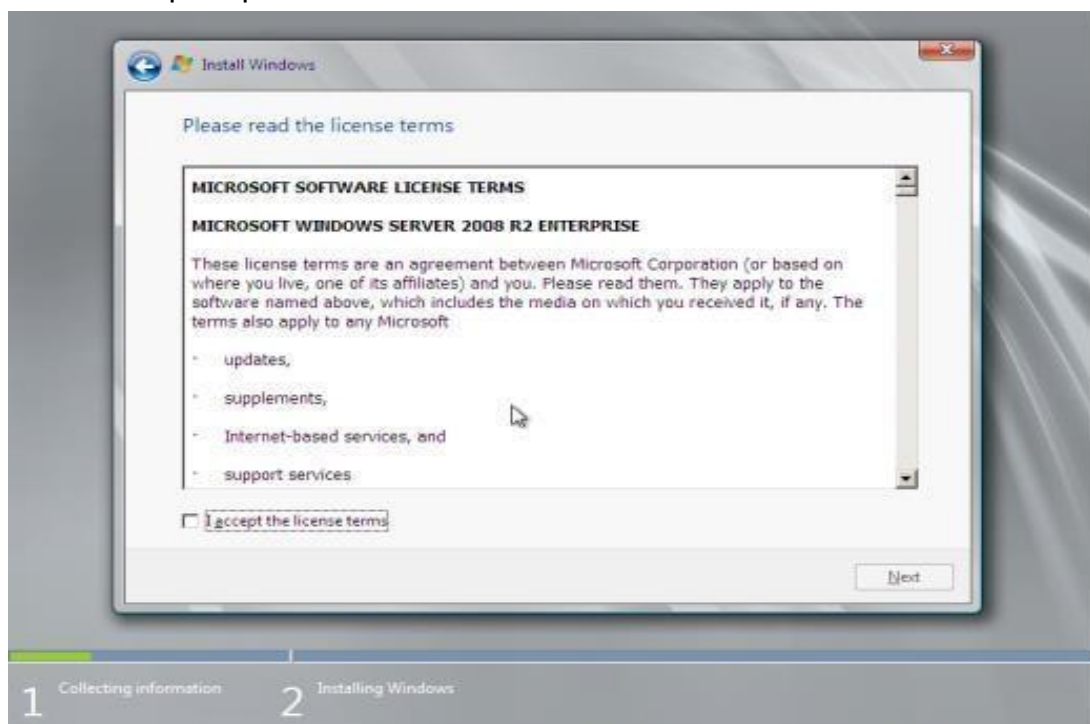 Install Windows
Please read the license terms
MICROSOFT SOFTWARE LICENSE TERMS
MICROSOFT WINDOWS SERVER 2008 R2 ENTERPRISE
These license terms are an agreement between Microsoft Corporation (or based on
where you live, one of its affiliates) and you. Please read them. They apply to the
software named above, which includes the media on which you received it, if any. The
terms also apply to any Microsoft
- updates,
- supplements,
- Internet-based services, and
- support services
I accept the license terms
Next
1 Collecting information 2 Installing Windows